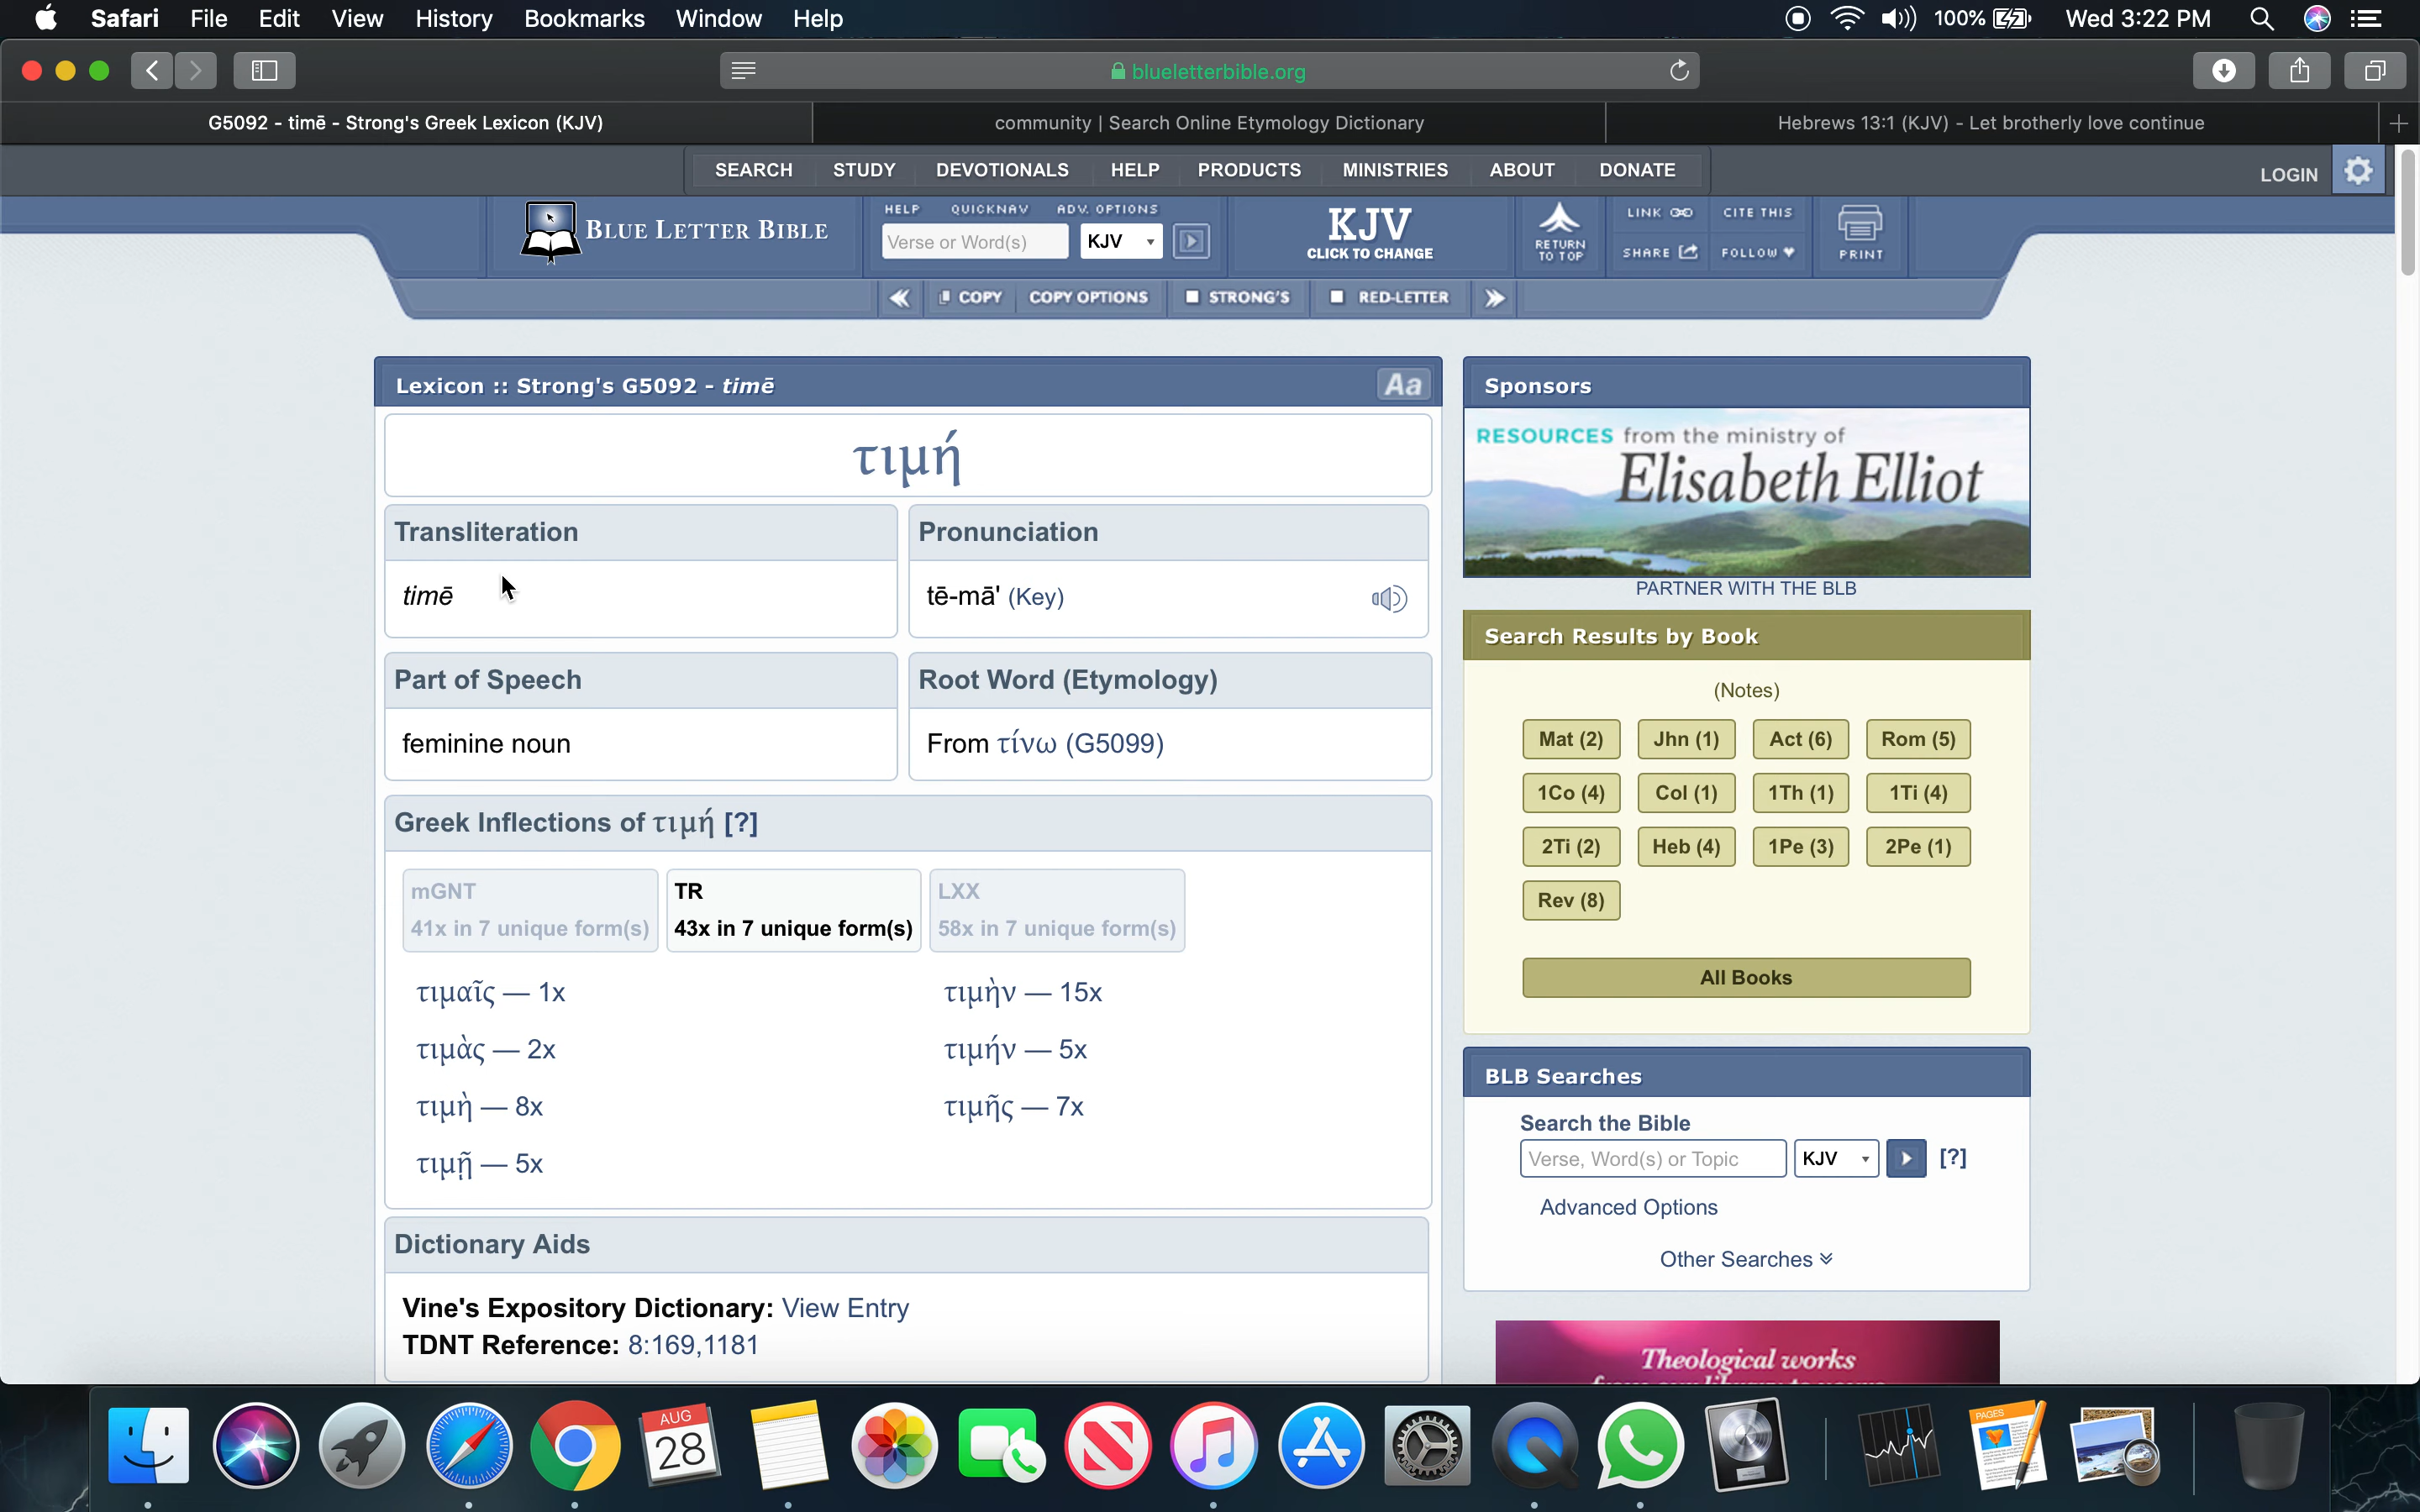 Safari File Edit View History Bookmarks Window Help 100% Wed 3:22 PM
blueletterbible.org
G5092 - timē - Strong's Greek Lexicon (KJV) community | Search Online Etymology Dictionary Hebrews 13:1 (KJV) - Let brotherly love continue
SEARCH STUDY DEVOTIONALS HELP PRODUCTS MINISTRIES ABOUT DONATE LOGIN
BLUE LETTER BIBLE
HELP QUICKNAV ADV. OPTIONS
Verse or Word(s) KJV
KJV
CLICK TO CHANGE
RETURN
TO TOP
LINK CITE THIS
SHARE FOLLOW
PRINT
COPY COPY OPTIONS STRONG'S RED-LETTER
Lexicon :: Strong's G5092 - timē Aa
τιμή
Transliteration
timē
Pronunciation
tē-mā' (Key)
Part of Speech
feminine noun
Root Word (Etymology)
From τίνω (G5099)
Greek Inflections of τιμή [?]
mGNT
41x in 7 unique form(s)
TR
43x in 7 unique form(s)
LXX
58x in 7 unique form(s)
τιμαῖς — 1x
τιμὰς — 2x
τιμὴ — 8x
τιμῇ — 5x
τιμὴν — 15x
τιμήν — 5x
τιμῆς — 7x
Dictionary Aids
Vine's Expository Dictionary: View Entry
TDNT Reference: 8:169,1181
Sponsors
RESOURCES from the ministry of
Elisabeth Elliot
PARTNER WITH THE BLB
Search Results by Book
(Notes)
Mat (2) Jhn (1) Act (6) Rom (5)
1Co (4) Col (1) 1Th (1) 1Ti (4)
2Ti (2) Heb (4) 1Pe (3) 2Pe (1)
Rev (8)
All Books
BLB Searches
Search the Bible
Verse, Word(s) or Topic KJV [?]
Advanced Options
Other Searches
Theological works
AUG
28
PAGES